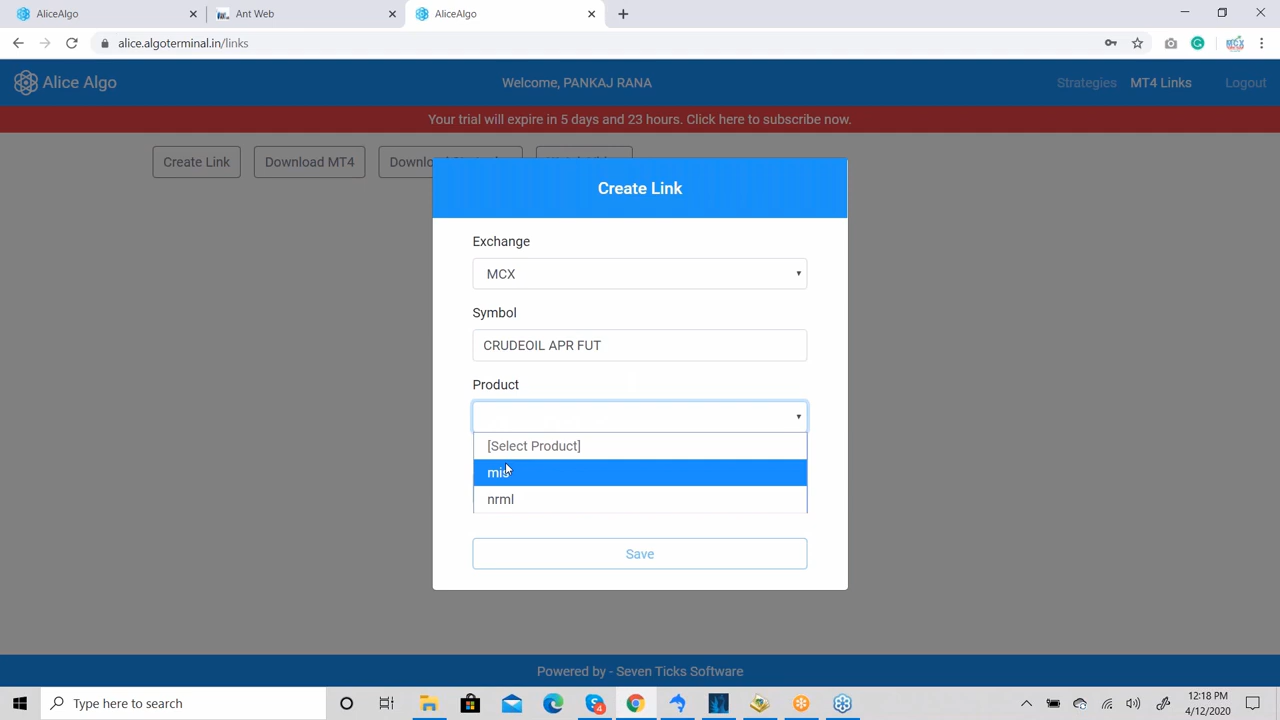 AliceAlgo
Ant Web
AliceAlgo
alice.algoterminal.in/links
Alice Algo
Welcome, PANKAJ RANA
Strategies
MT4 Links
Logout
Your trial will expire in 5 days and 23 hours. Click here to subscribe now.
Create Link
Download MT4
Create Link
Exchange
MCX
Symbol
CRUDEOIL APR FUT
Product
[Select Product]
mis
nrml
Save
Powered by - Seven Ticks Software
Type here to search
12:18 PM
4/12/2020